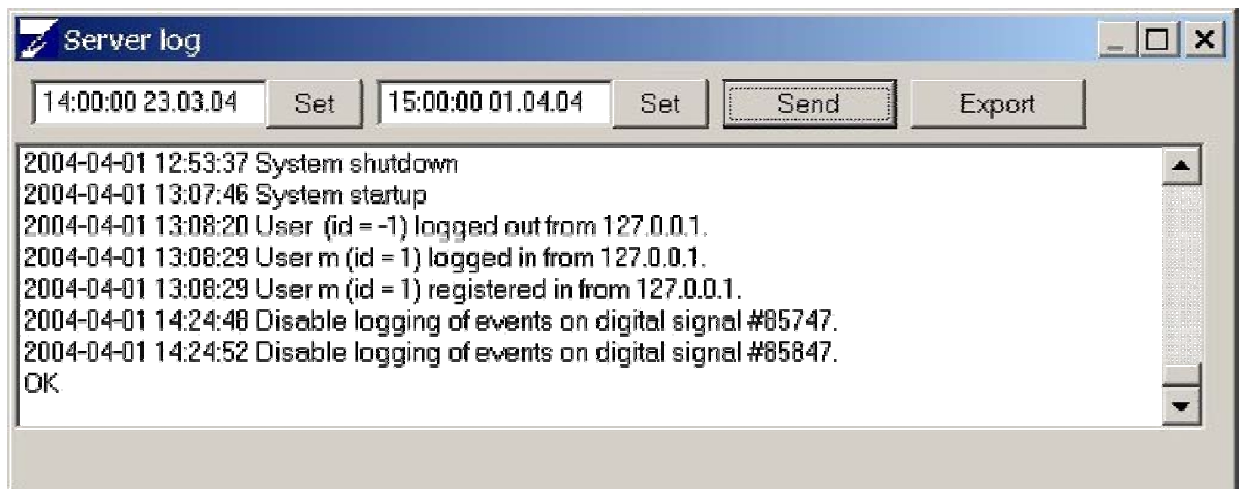 Server log
14:00:00 23.03.04 Set 15:00:00 01.04.04 Set Send Export
2004-04-01 12:53:37 System shutdown
2004-04-01 13:07:46 System startup
2004-04-01 13:08:20 User (id = -1) logged out from 127.0.0.1.
2004-04-01 13:08:29 User m (id = 1) logged in from 127.0.0.1.
2004-04-01 13:08:29 User m (id = 1) registered in from 127.0.0.1.
2004-04-01 14:24:48 Disable logging of events on digital signal #85747.
2004-04-01 14:24:52 Disable logging of events on digital signal #85847.
OK